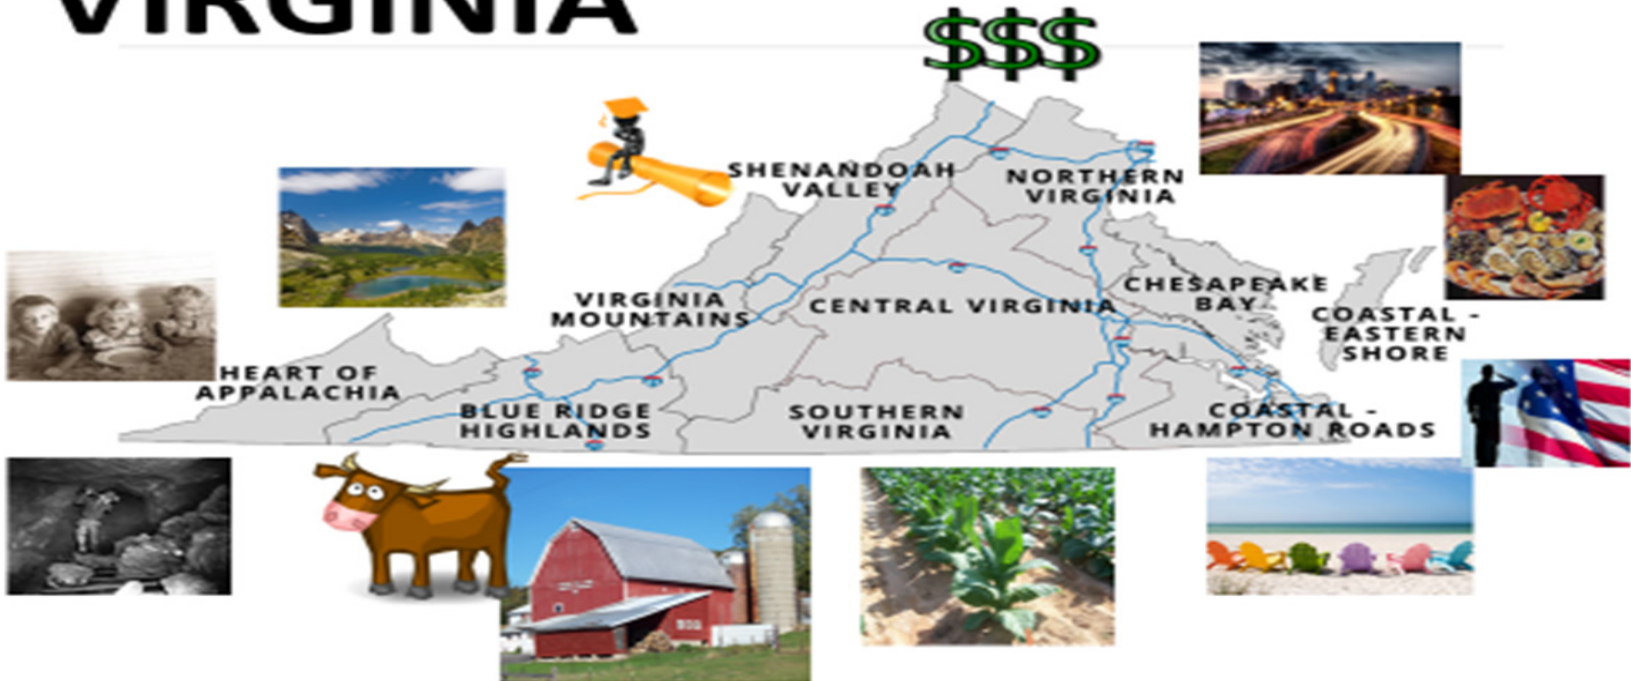 VIRGINIA
$$$
SHENANDOAH
VALLEY
NORTHERN
VIRGINIA
VIRGINIA
MOUNTAINS
CENTRAL VIRGINIA
CHESAPEAKE
BAY
COASTAL -
EASTERN
SHORE
HEART OF
APPALACHIA
BLUE RIDGE
HIGHLANDS
SOUTHERN
VIRGINIA
COASTAL -
HAMPTON ROADS